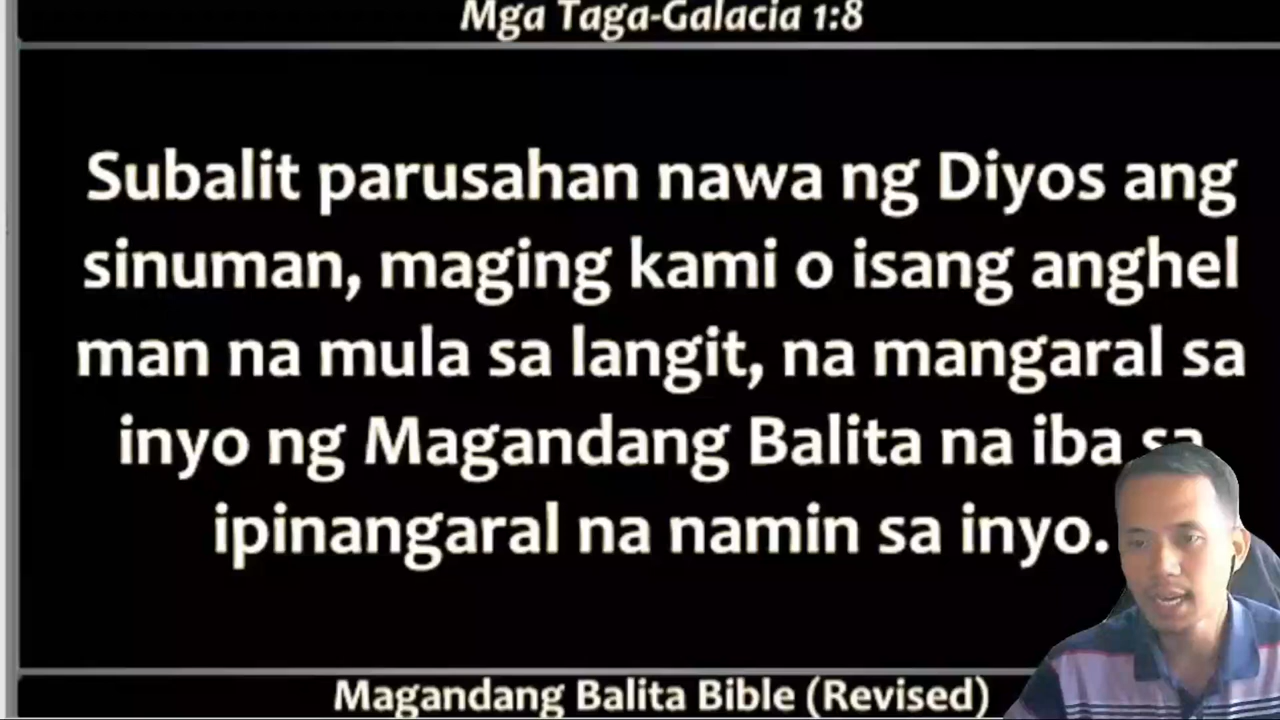 Mga Taga-Galacia 1:8
Subalit parusahan nawa ng Diyos ang
sinuman, maging kami o isang anghel
man na mula sa langit, na mangaral sa
inyo ng Magandang Balita na iba sa
ipinangaral na namin sa inyo.
Magandang Balita Bible (Revised)